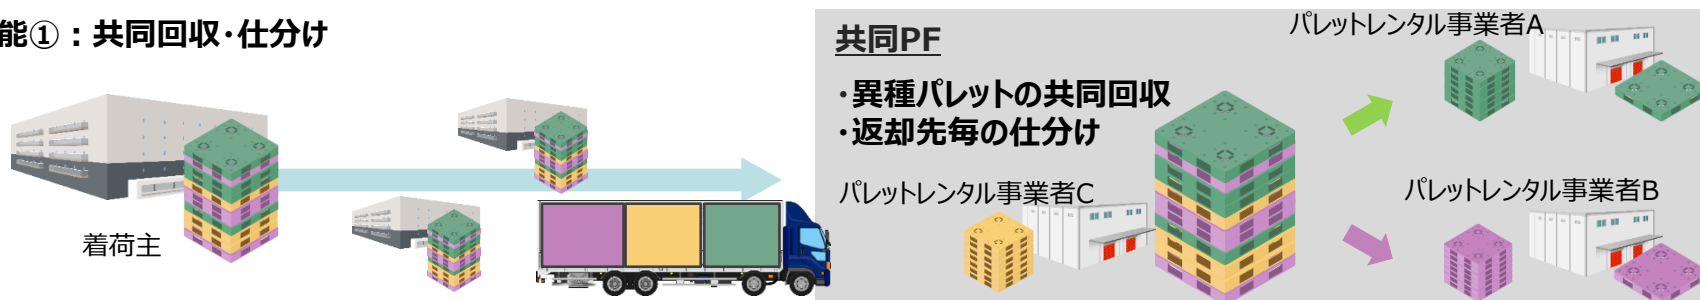 能①：共同回収・仕分け
着荷主
共同PF
・異種パレットの共同回収
・返却先毎の仕分け
パレットレンタル事業者A
パレットレンタル事業者C
パレットレンタル事業者B